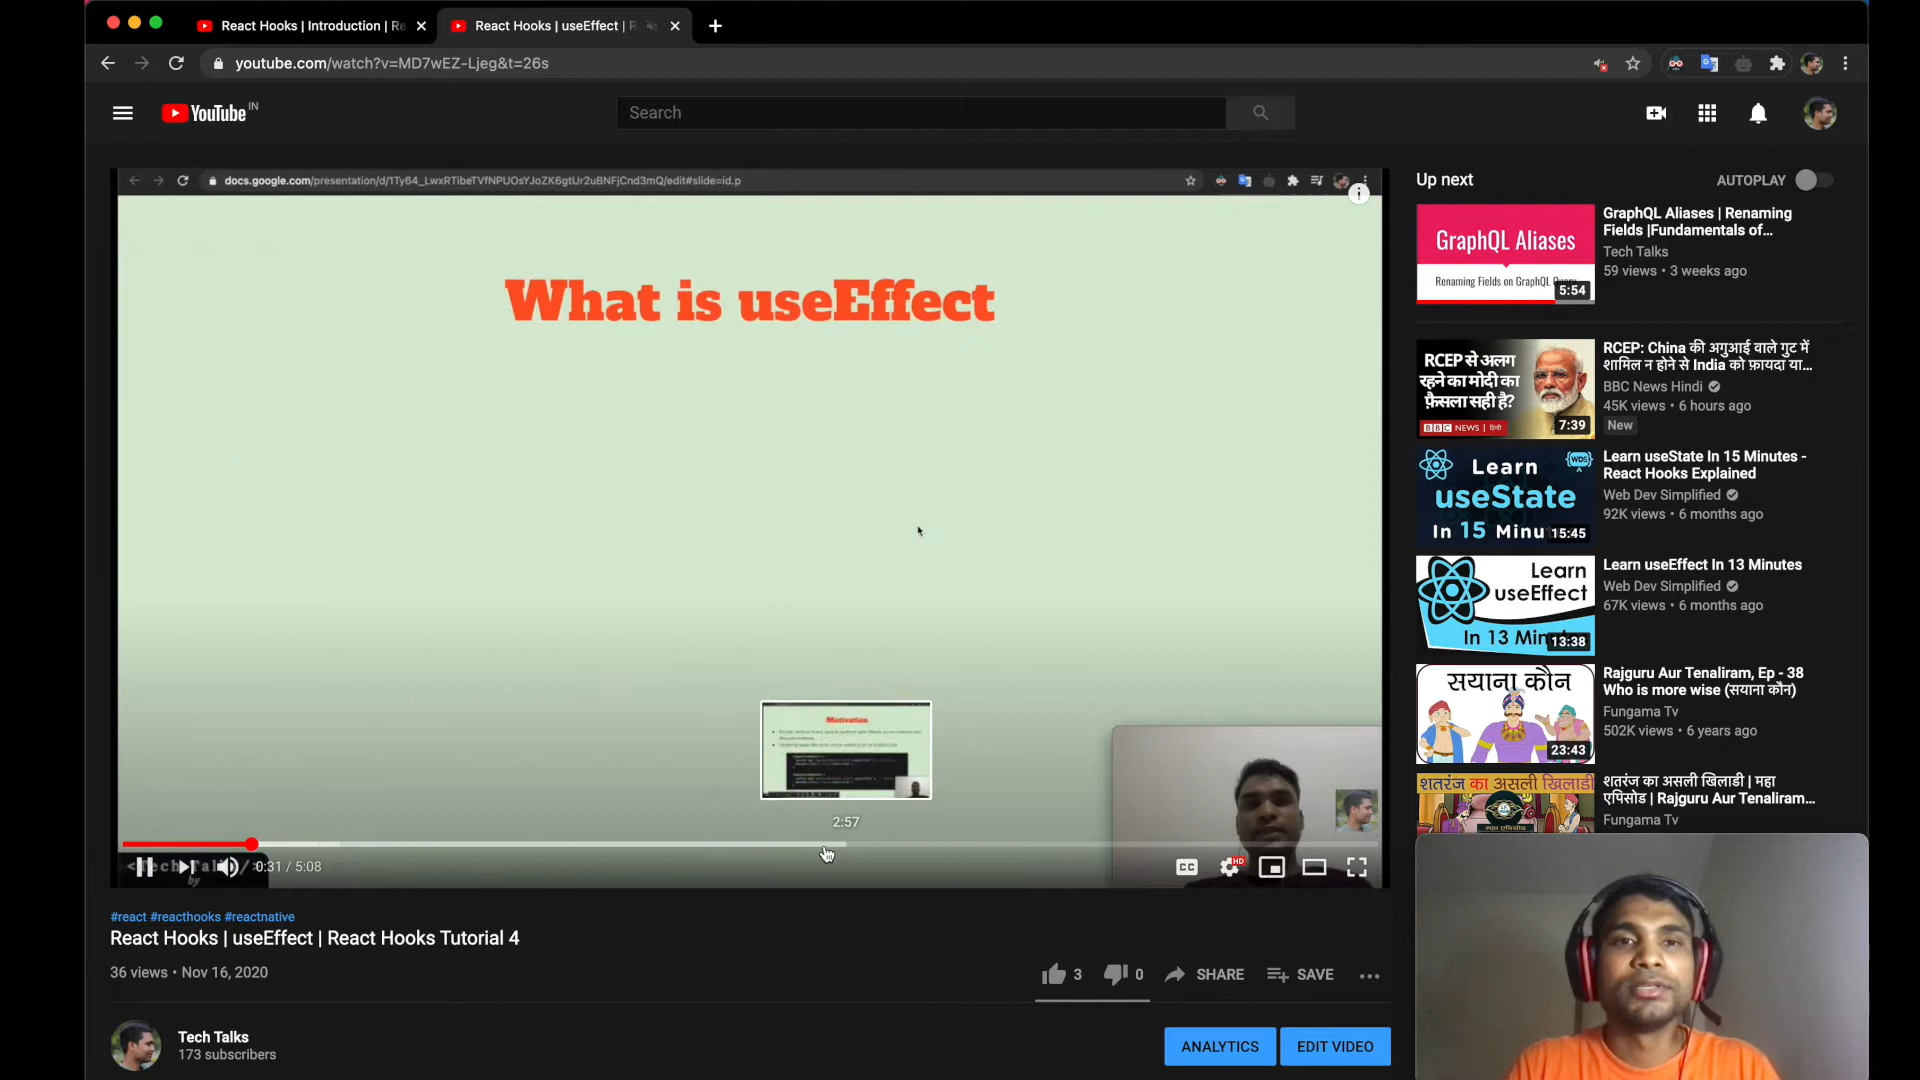 React Hooks | Introduction | Re
React Hooks | useEffect | R
youtube.com/watch?v=MD7wEZ-Ljeg&t=26s
YouTube IN
Search
docs.google.com/presentation/d/1Ty64_LwxRTibeTVfNPUOsYJoZK6gtUr2uBNFjCnd3mQ/edit#slide=id.p
What is useEffect
Motivation
2:57
<Tech Talk/>
by
0:31 / 5:08
CC
HD
#react #reacthooks #reactnative
React Hooks | useEffect | React Hooks Tutorial 4
36 views • Nov 16, 2020
3
0
SHARE
SAVE
Tech Talks
173 subscribers
ANALYTICS
EDIT VIDEO
Up next
AUTOPLAY
GraphQL Aliases
Renaming Fields on GraphQL Query
5:54
GraphQL Aliases | Renaming
Fields |Fundamentals of...
Tech Talks
59 views • 3 weeks ago
RCEP से अलग
रहने का मोदी का
फ़ैसला सही है?
BBC NEWS | हिन्दी
7:39
RCEP: China की अगुआई वाले गुट में
शामिल न होने से India को फ़ायदा या...
BBC News Hindi
45K views • 6 hours ago
New
Learn
WDS
useState
In 15 Minu
15:45
Learn useState In 15 Minutes -
React Hooks Explained
Web Dev Simplified
92K views • 6 months ago
Learn
useEffect
In 13 Min
13:38
Learn useEffect In 13 Minutes
Web Dev Simplified
67K views • 6 months ago
सयाना कौन
23:43
Rajguru Aur Tenaliram, Ep - 38
Who is more wise (सयाना कौन)
Fungama Tv
502K views • 6 years ago
शतरंज का असली खिलाडी
शतरंज का असली खिलाडी | महा
एपिसोड | Rajguru Aur Tenaliram...
Fungama Tv